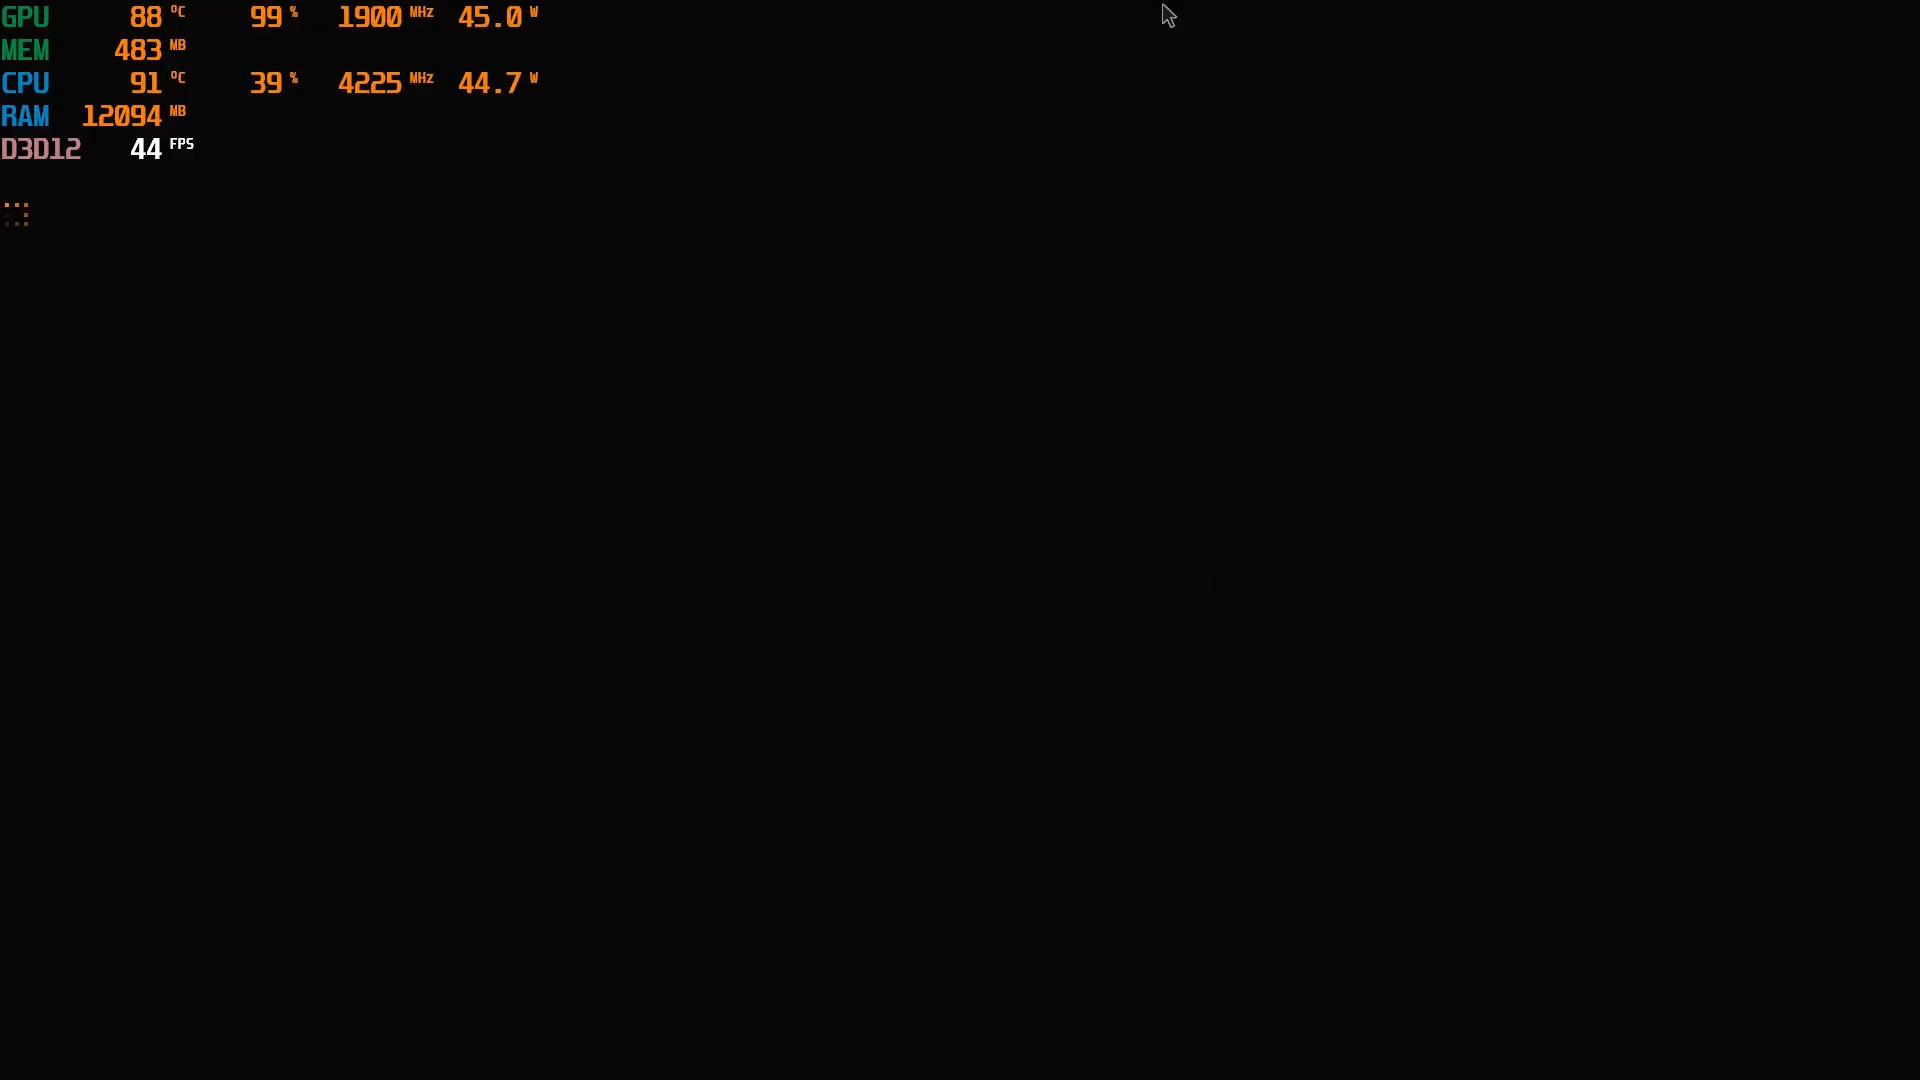 GPU 88 °C 99 % 1900 MHz 45.0 W
MEM 483 MB
CPU 91 °C 39 % 4225 MHz 44.7 W
RAM 12094 MB
D3D12 44 FPS